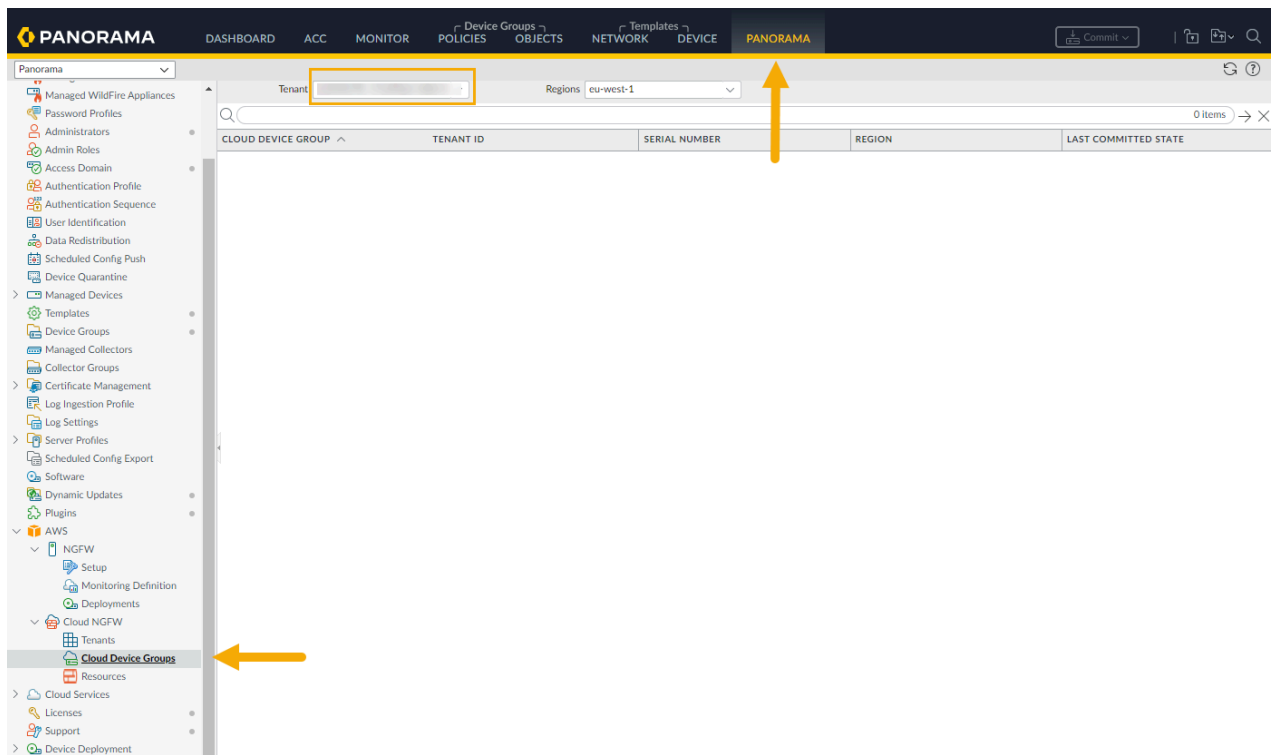 Device Groups
Templates
PANORAMA
DASHBOARD
ACC
MONITOR
POLICIES
OBJECTS
NETWORK
DEVICE
PANORAMA
Commit
Panorama
Tenant
Regions
eu-west-1
0 items
CLOUD DEVICE GROUP
TENANT ID
SERIAL NUMBER
REGION
LAST COMMITTED STATE
Managed WildFire Appliances
Password Profiles
Administrators
Admin Roles
Access Domain
Authentication Profile
Authentication Sequence
User Identification
Data Redistribution
Scheduled Config Push
Device Quarantine
Managed Devices
Templates
Device Groups
Managed Collectors
Collector Groups
Certificate Management
Log Ingestion Profile
Log Settings
Server Profiles
Scheduled Config Export
Software
Dynamic Updates
Plugins
AWS
NGFW
Setup
Monitoring Definition
Deployments
Cloud NGFW
Tenants
Cloud Device Groups
Resources
Cloud Services
Licenses
Support
Device Deployment